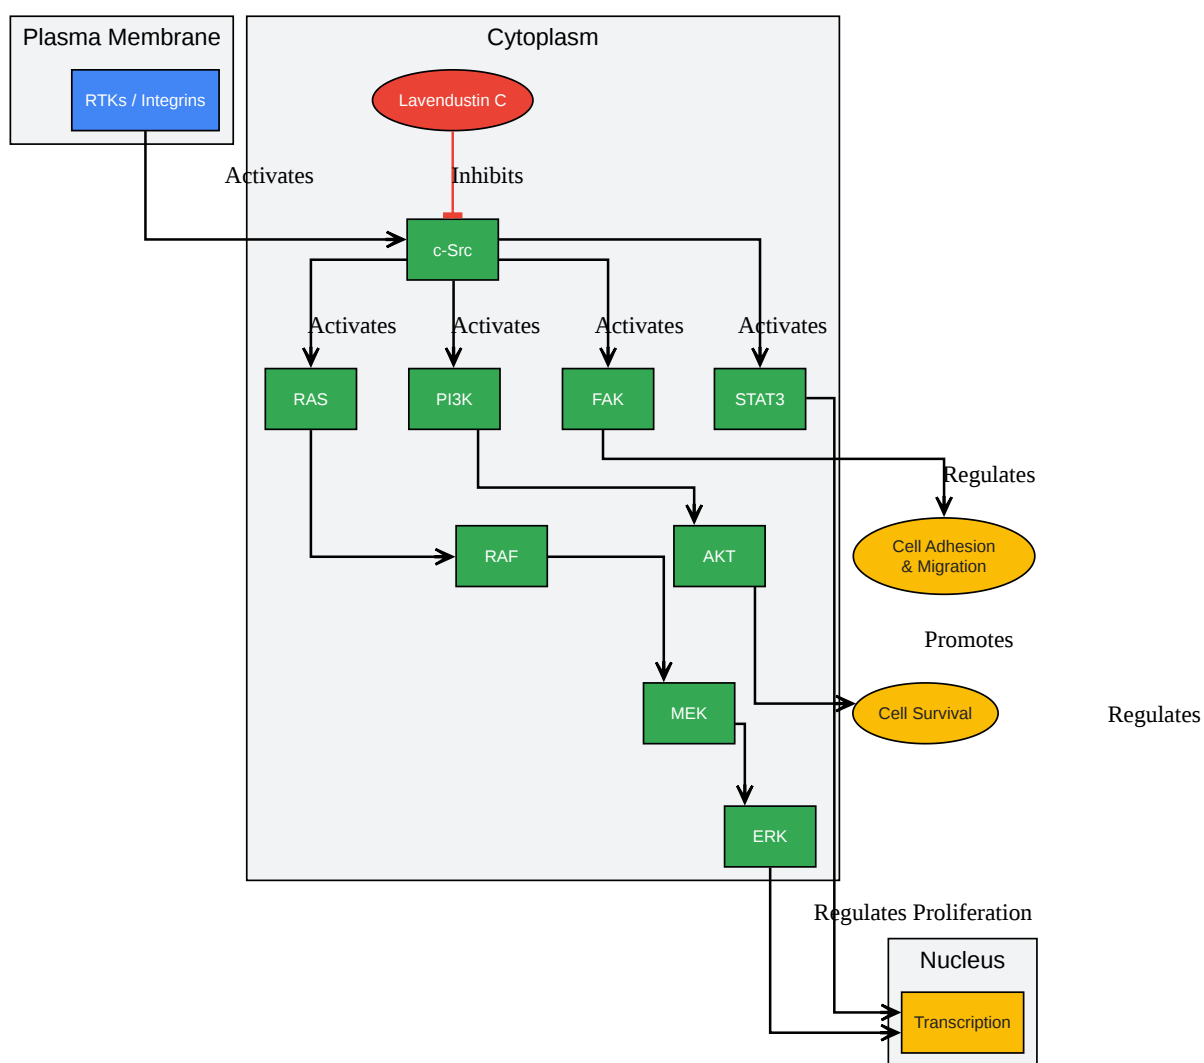 Plasma Membrane
Cytoplasm
RTKs / Integrins
Lavendustin C
Activates
Inhibits
c-Src
Activates
Activates
Activates
Activates
RAS
PI3K
FAK
STAT3
Regulates
RAF
AKT
Cell Adhesion
& Migration
Promotes
MEK
Cell Survival
Regulates
ERK
Regulates Proliferation
Nucleus
Transcription